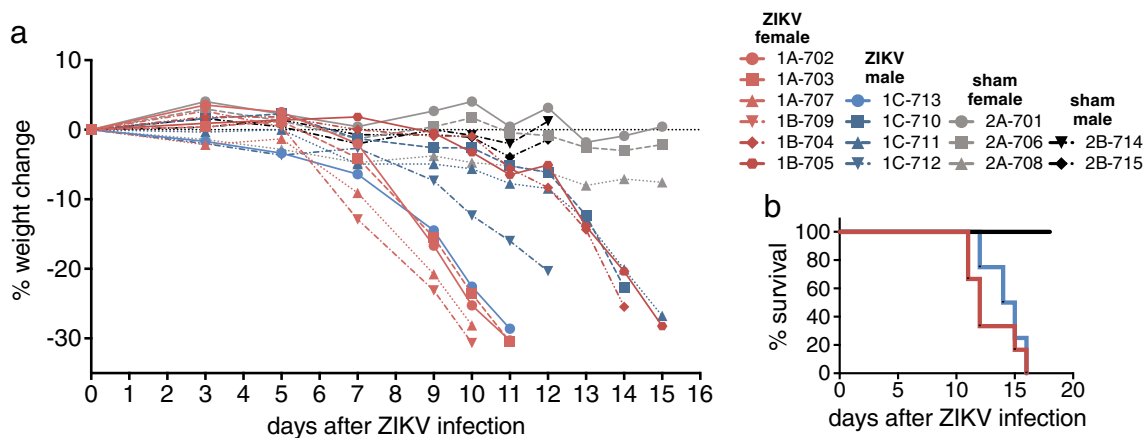 a
% weight change
10
0
-10
-20
-30
0 1 2 3 4 5 6 7 8 9 10 11 12 13 14 15 16
days after ZIKV infection
ZIKV
female
1A-702
1A-703
1A-707
1B-709
1B-704
1B-705
ZIKV
male
1C-713
1C-710
1C-711
1C-712
sham
female
2A-701
2A-706
2A-708
sham
male
2B-714
2B-715
b
% survival
100
80
60
40
20
0
0 5 10 15 20
days after ZIKV infection